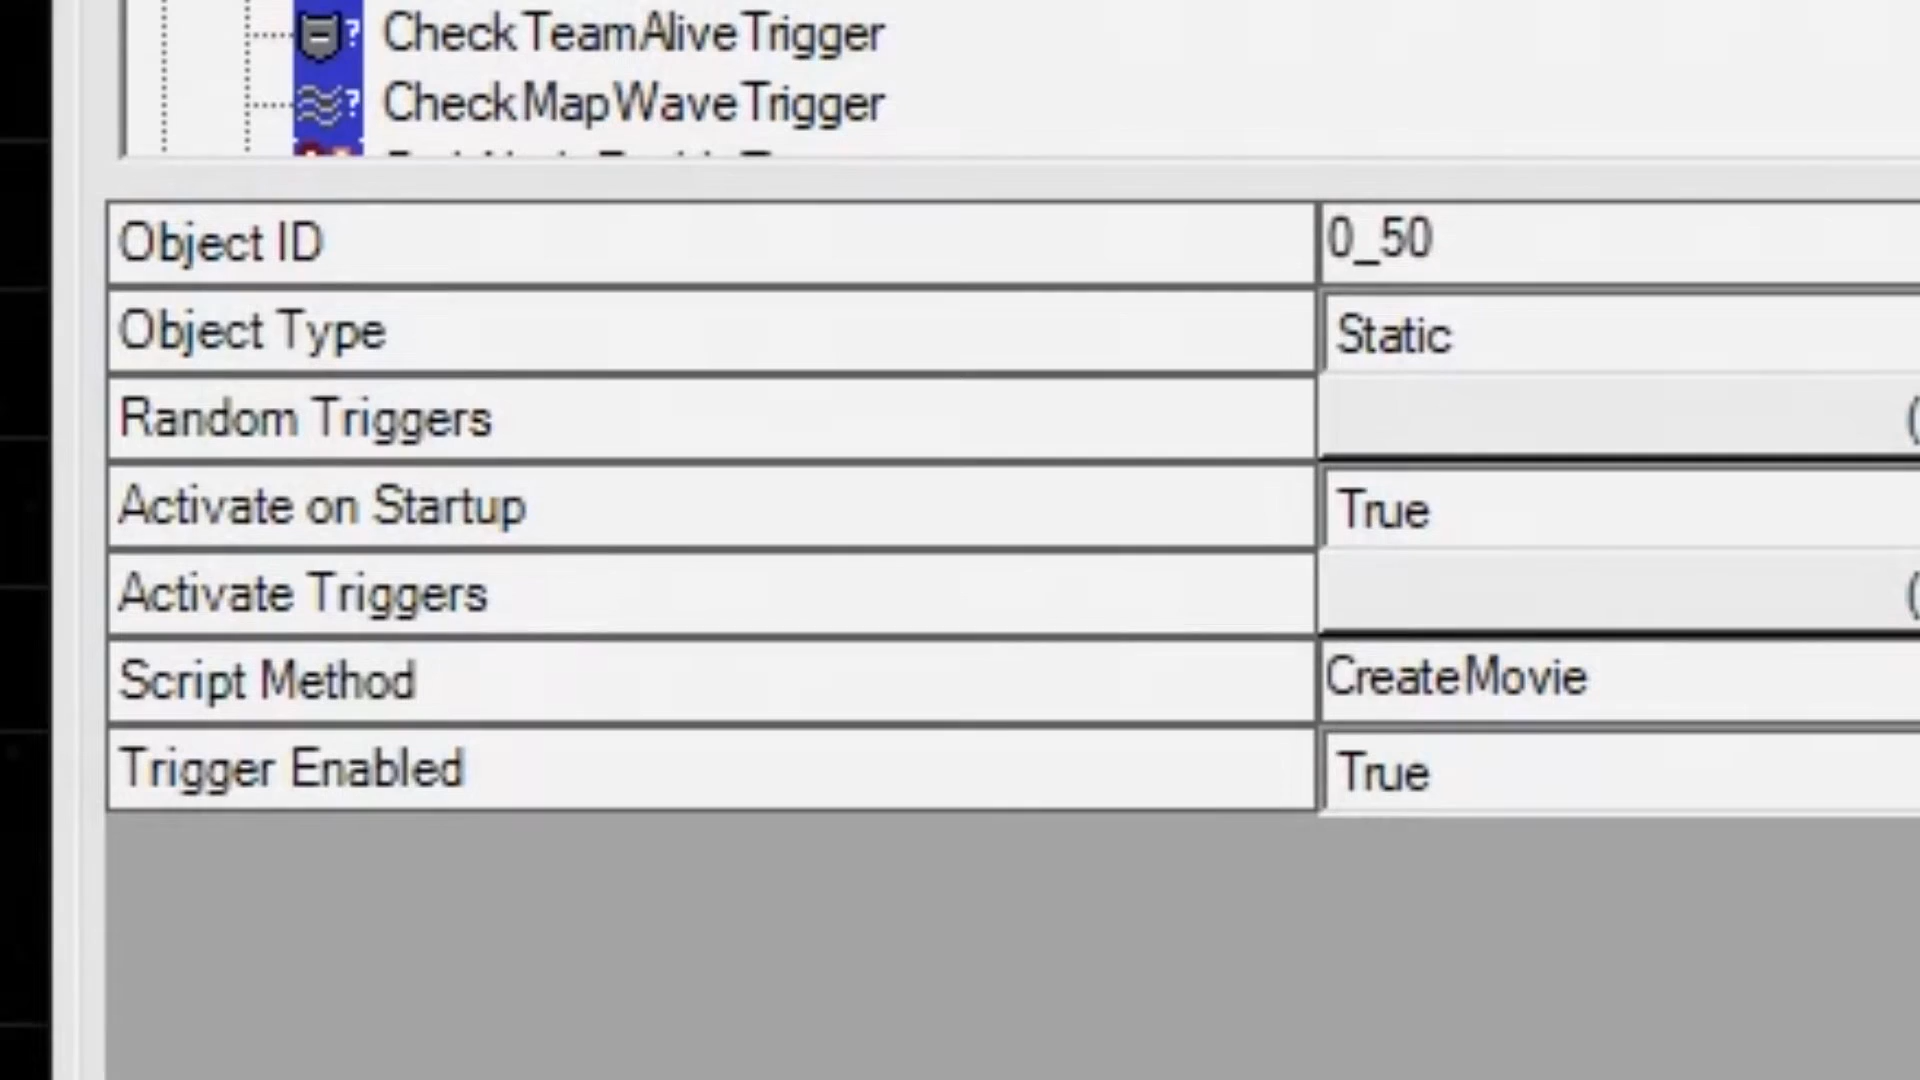 CheckTeamAliveTrigger
CheckMapWaveTrigger
Object ID 0_50
Object Type Static
Random Triggers (
Activate on Startup True
Activate Triggers (
Script Method CreateMovie
Trigger Enabled True